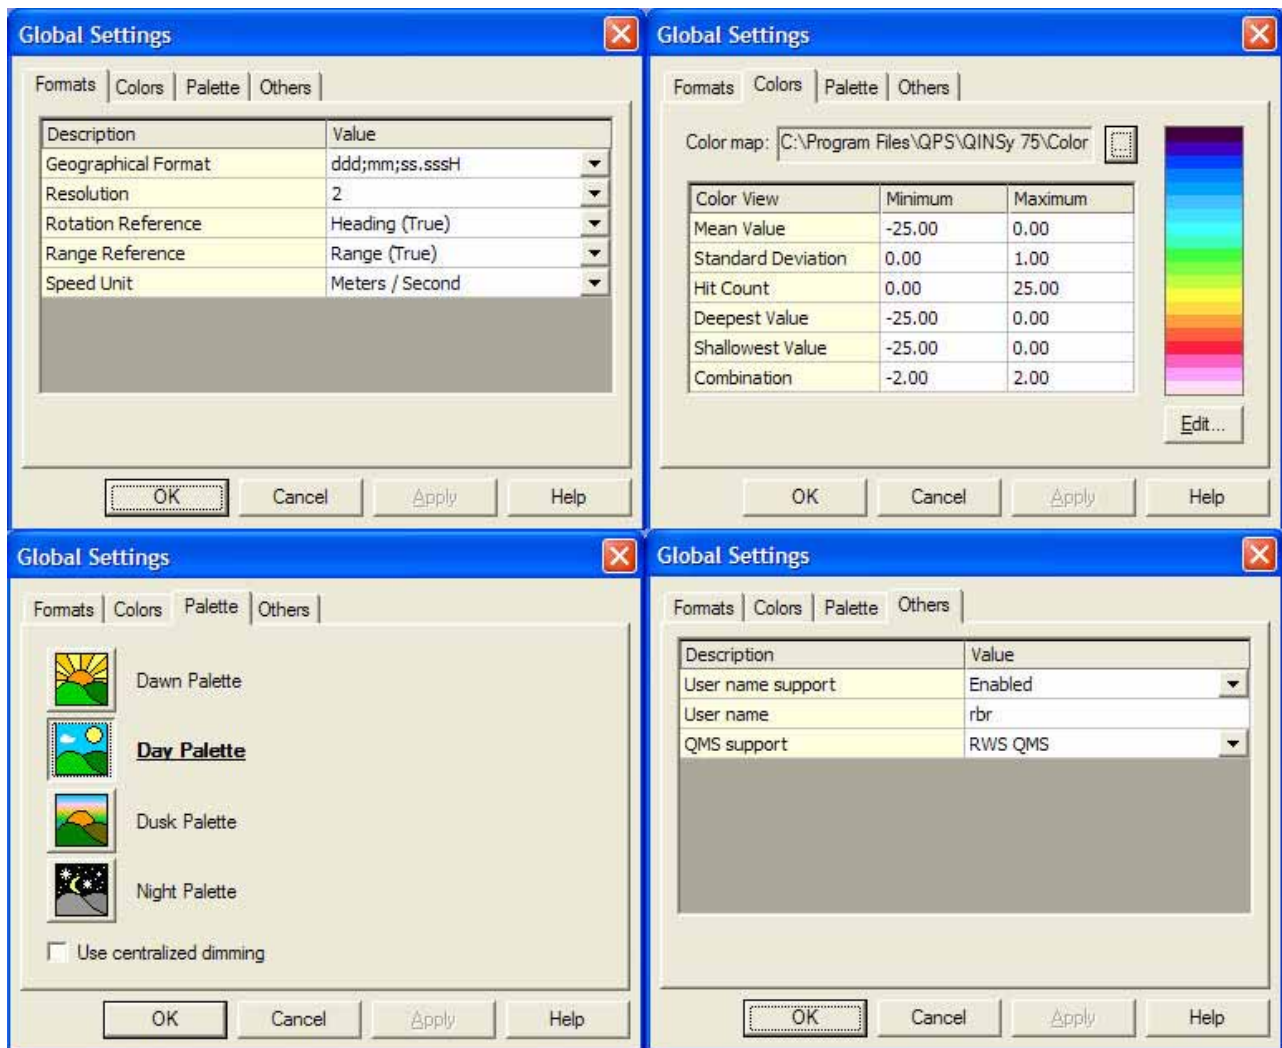 Global Settings
Formats Colors Palette Others
Description Value
Geographical Format ddd;mm;ss.sssH
Resolution 2
Rotation Reference Heading (True)
Range Reference Range (True)
Speed Unit Meters / Second
OK Cancel Apply Help
Global Settings
Formats Colors Palette Others
Color map: C:\Program Files\QPS\QINSy 75\Color ...
Color View Minimum Maximum
Mean Value -25.00 0.00
Standard Deviation 0.00 1.00
Hit Count 0.00 25.00
Deepest Value -25.00 0.00
Shallowest Value -25.00 0.00
Combination -2.00 2.00
Edit...
OK Cancel Apply Help
Global Settings
Formats Colors Palette Others
Dawn Palette
Day Palette
Dusk Palette
Night Palette
Use centralized dimming
OK Cancel Apply Help
Global Settings
Formats Colors Palette Others
Description Value
User name support Enabled
User name rbr
QMS support RWS QMS
OK Cancel Apply Help